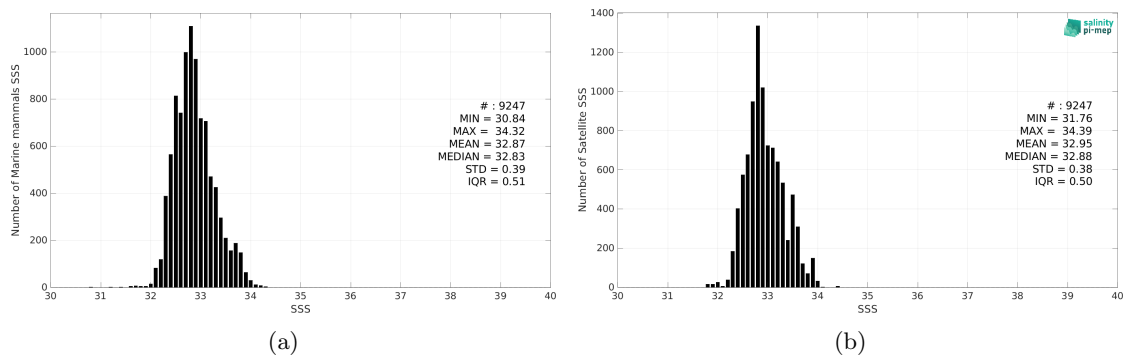 Number of Marine mammals SSS
1000
800
600
400
200
0
# : 9247
MIN = 30.84
MAX = 34.32
MEAN = 32.87
MEDIAN = 32.83
STD = 0.39
IQR = 0.51
30 31 32 33 34 35 36 37 38 39 40
SSS
(a)
Number of Satellite SSS
1400
1200
1000
800
600
400
200
0
salinity
pi-mep
# : 9247
MIN = 31.76
MAX = 34.39
MEAN = 32.95
MEDIAN = 32.88
STD = 0.38
IQR = 0.50
30 31 32 33 34 35 36 37 38 39 40
SSS
(b)